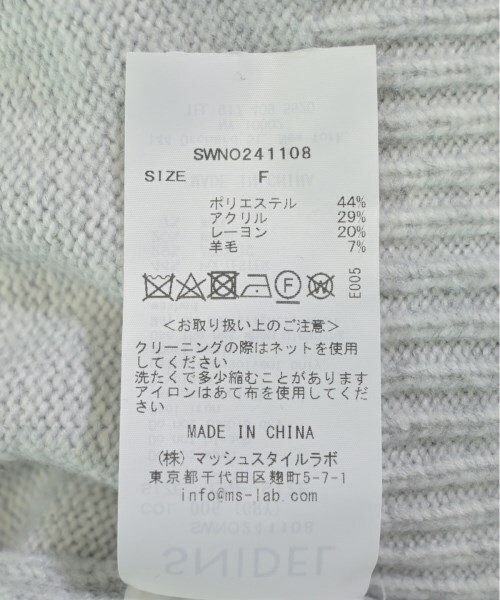 SWNO241108
SIZE F
ポリエステル 44%
アクリル 29%
レーヨン 20%
羊毛 7%
F W E005
<お取り扱い上のご注意>
クリーニングの際はネットを使用
してください
洗たくで多少縮むことがあります
アイロンはあて布を使用してくだ
さい
MADE IN CHINA
(株) マッシュスタイルラボ
東京都千代田区麹町5-7-1
info@ms-lab.com
SWNO241108
SNIDEL